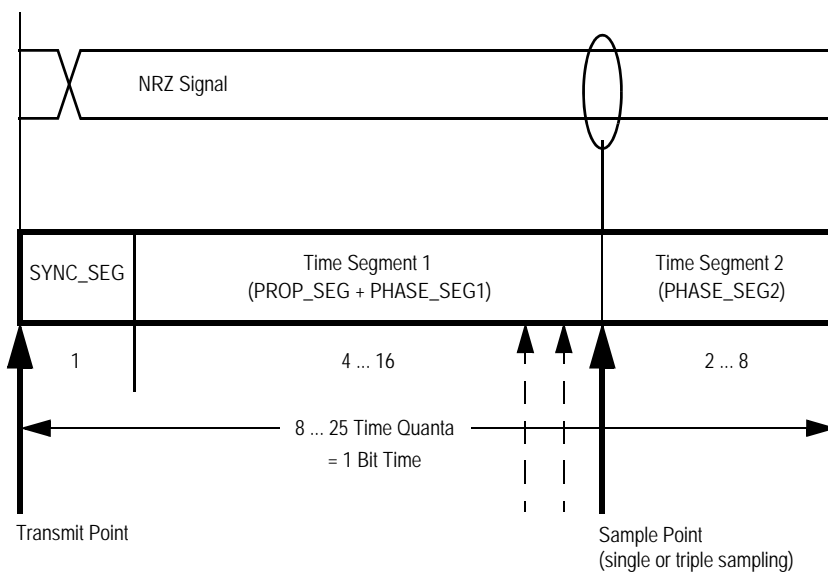 NRZ Signal
SYNC_SEG
Time Segment 1
(PROP_SEG + PHASE_SEG1)
Time Segment 2
(PHASE_SEG2)
1
4 ... 16
2 ... 8
8 ... 25 Time Quanta
= 1 Bit Time
Transmit Point
Sample Point
(single or triple sampling)